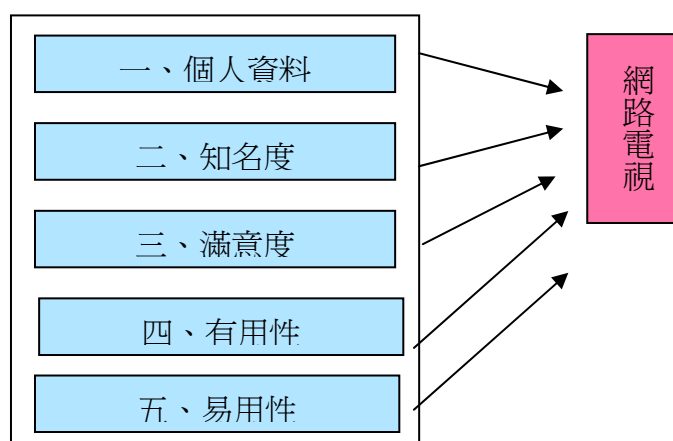 一、個人資料
二、知名度
三、滿意度
四、有用性
五、易用性
網路電視